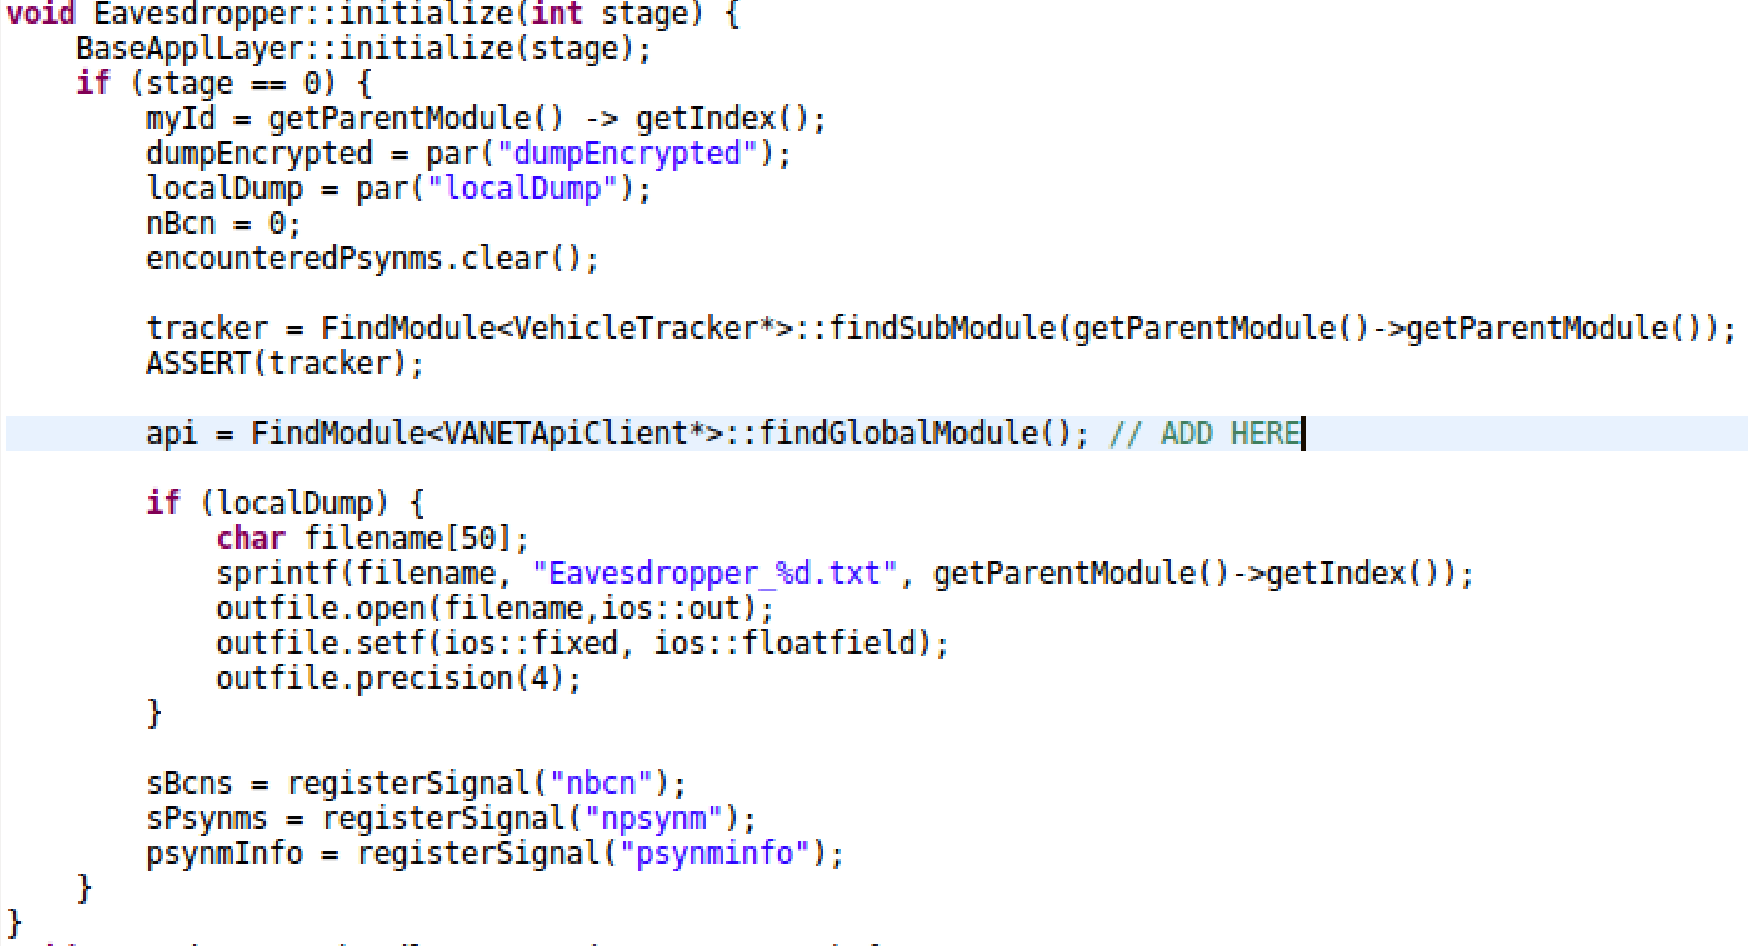 void Eavesdropper::initialize(int stage) {
    BaseApplLayer::initialize(stage);
    if (stage == 0) {
        myId = getParentModule() -> getIndex();
        dumpEncrypted = par("dumpEncrypted");
        localDump = par("localDump");
        nBcn = 0;
        encounteredPsynms.clear();

        tracker = FindModule<VehicleTracker*>::findSubModule(getParentModule()->getParentModule());
        ASSERT(tracker);

        api = FindModule<VANETApiClient*>::findGlobalModule(); // ADD HERE

        if (localDump) {
            char filename[50];
            sprintf(filename, "Eavesdropper_%d.txt", getParentModule()->getIndex());
            outfile.open(filename,ios::out);
            outfile.setf(ios::fixed, ios::floatfield);
            outfile.precision(4);
        }

        sBcns = registerSignal("nbcn");
        sPsynms = registerSignal("npsynm");
        psynmInfo = registerSignal("psynminfo");
    }
}